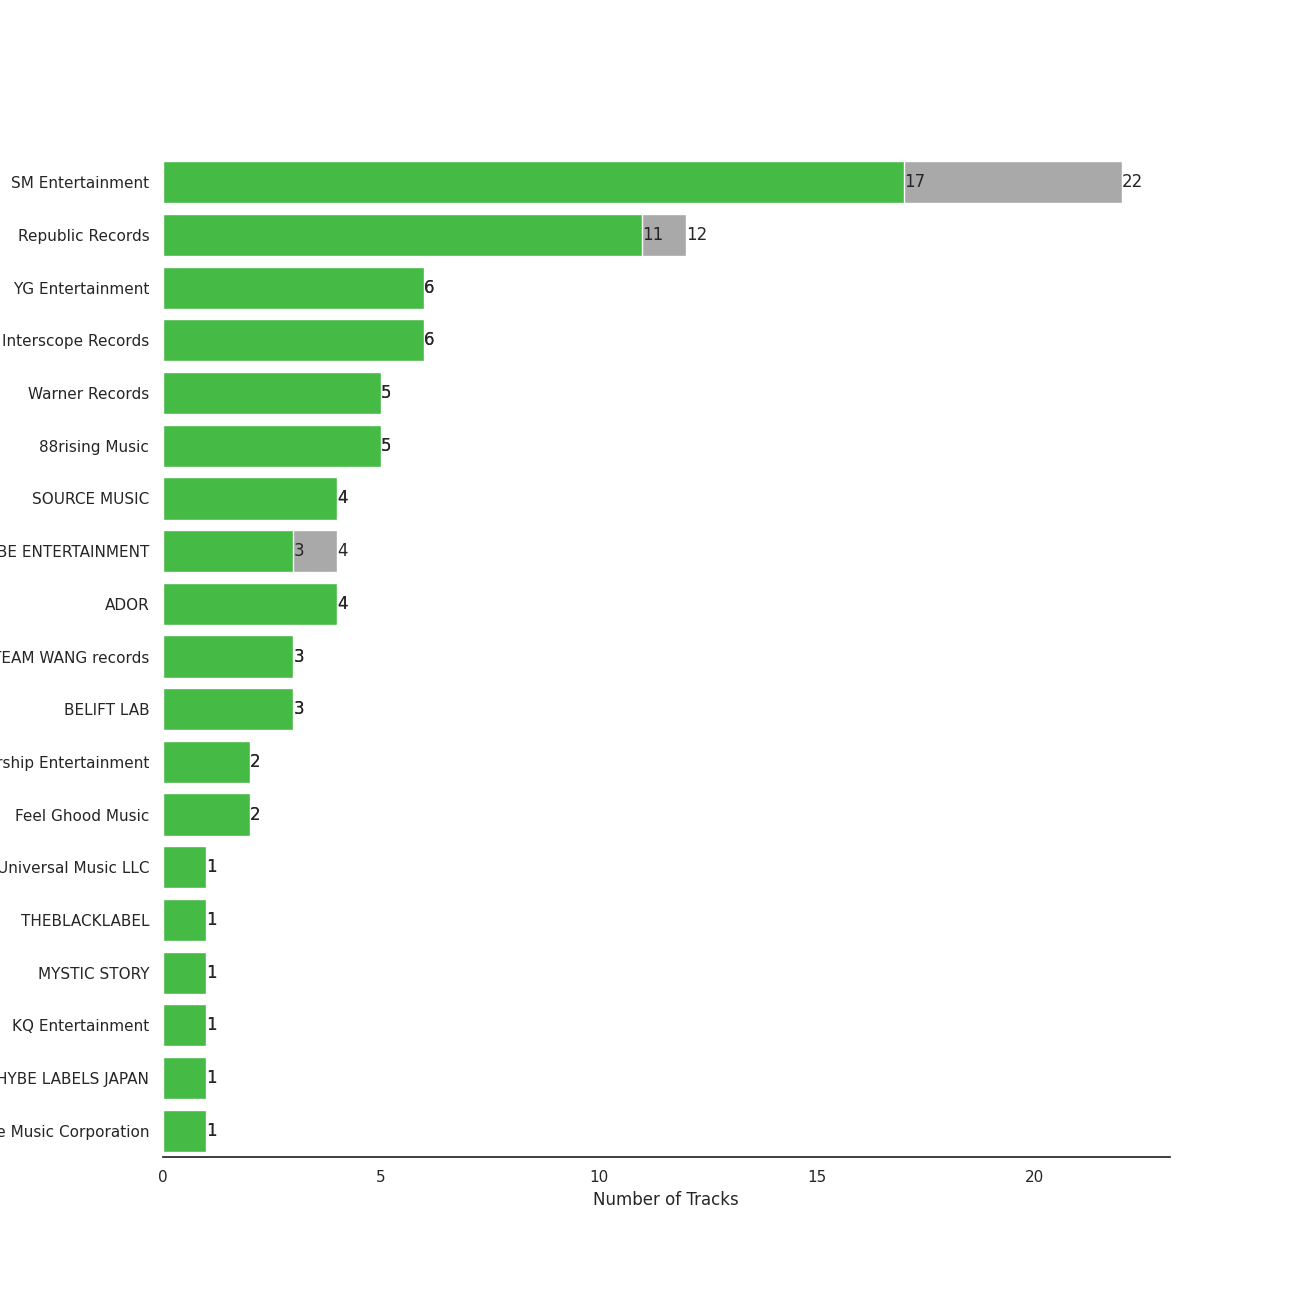 SM Entertainment 17 22
Republic Records 11 12
YG Entertainment 6
Interscope Records 6
Warner Records 5
88rising Music 5
SOURCE MUSIC 4
BE ENTERTAINMENT 3 4
ADOR 4
TEAM WANG records 3
BELIFT LAB 3
rship Entertainment 2
Feel Ghood Music 2
Universal Music LLC 1
THEBLACKLABEL 1
MYSTIC STORY 1
KQ Entertainment 1
HYBE LABELS JAPAN 1
e Music Corporation 1
0 5 10 15 20
Number of Tracks